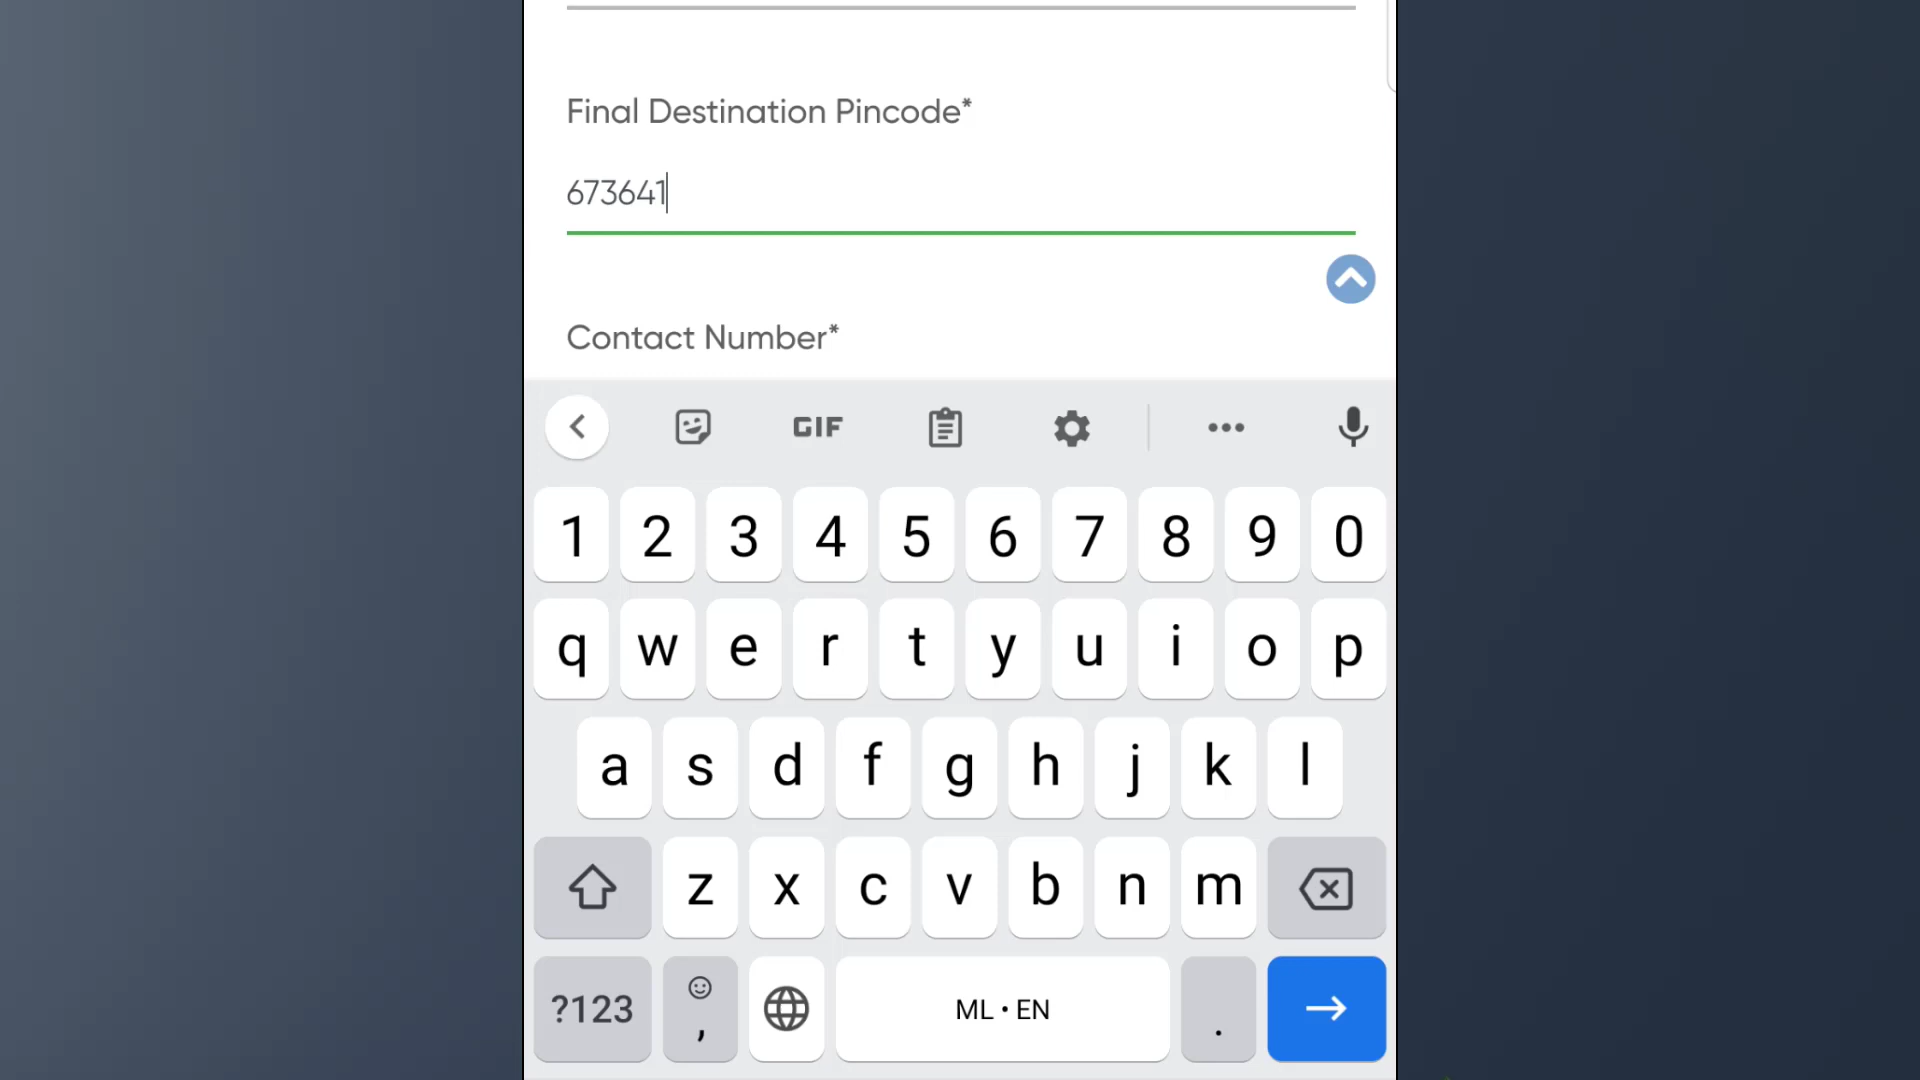 Final Destination Pincode*
673641
Contact Number*
GIF
1 2 3 4 5 6 7 8 9 0
q w e r t y u i o p
a s d f g h j k l
z x c v b n m
?123 , ML • EN .